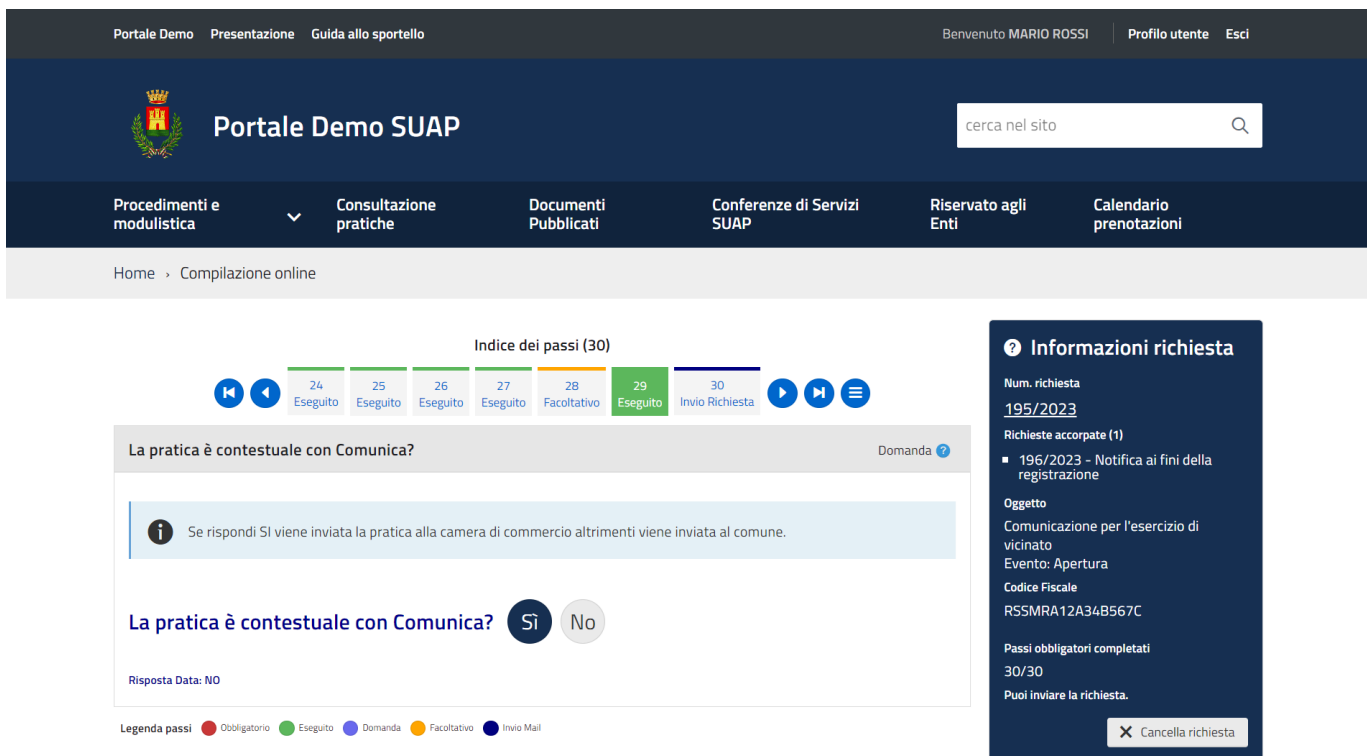 Portale Demo Presentazione Guida allo sportello Benvenuto MARIO ROSSI Profilo utente Esci
Portale Demo SUAP
cerca nel sito
Procedimenti e modulistica
Consultazione pratiche
Documenti Pubblicati
Conferenze di Servizi SUAP
Riservato agli Enti
Calendario prenotazioni
Home › Compilazione online
Indice dei passi (30)
24 Eseguito
25 Eseguito
26 Eseguito
27 Eseguito
28 Facoltativo
29 Eseguito
30 Invio Richiesta
La pratica è contestuale con Comunica? Domanda ?
Se rispondi SI viene inviata la pratica alla camera di commercio altrimenti viene inviata al comune.
La pratica è contestuale con Comunica? Sì No
Risposta Data: NO
Legenda passi Obbligatorio Eseguito Domanda Facoltativo Invio Mail
Informazioni richiesta
Num. richiesta
195/2023
Richieste accorpate (1)
196/2023 - Notifica ai fini della
registrazione
Oggetto
Comunicazione per l'esercizio di
vicinato
Evento: Apertura
Codice Fiscale
RSSMRA12A34B567C
Passi obbligatori completati
30/30
Puoi inviare la richiesta.
Cancella richiesta